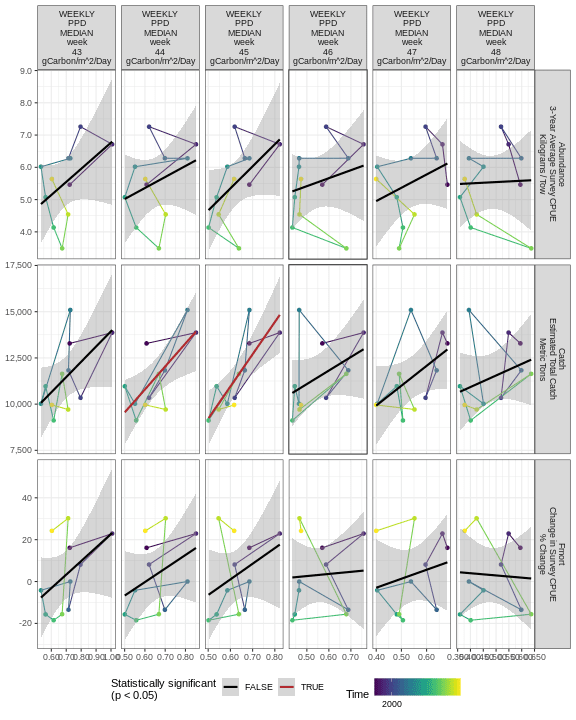 WEEKLY PPD MEDIAN week 43 gCarbon/m^2/Day
WEEKLY PPD MEDIAN week 44 gCarbon/m^2/Day
WEEKLY PPD MEDIAN week 45 gCarbon/m^2/Day
WEEKLY PPD MEDIAN week 46 gCarbon/m^2/Day
WEEKLY PPD MEDIAN week 47 gCarbon/m^2/Day
WEEKLY PPD MEDIAN week 48 gCarbon/m^2/Day
9.0
8.0
7.0
6.0
5.0
4.0
Abundance
3-Year Average Survey CPUE
Kilograms / Tow
17,500
15,000
12,500
10,000
7,500
Catch
Estimated Total Catch
Metric Tons
40
20
0
-20
Fmort
Change in Survey CPUE
% Change
0.60 0.70 0.80 0.90 1.00
0.50 0.60 0.70 0.80
0.50 0.60 0.70 0.80
0.50 0.60 0.70
0.40 0.50 0.60
Statistically significant
(p < 0.05)
FALSE
TRUE
Time
2000